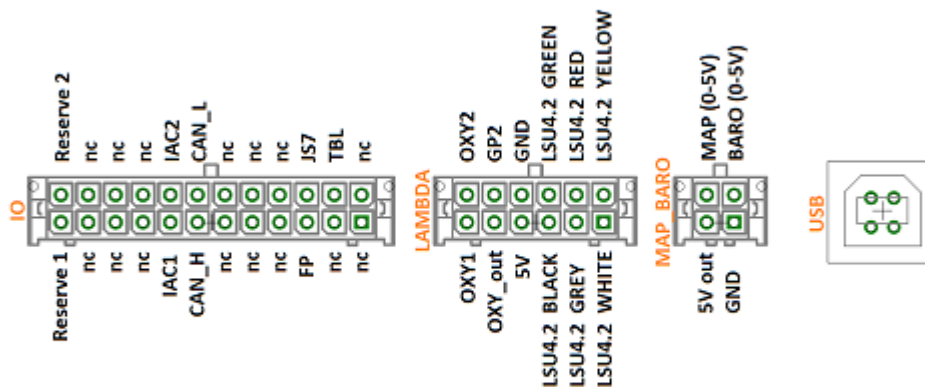 IO
Reserve 2
nc
nc
nc
IAC2
CAN_L
nc
nc
nc
JS7
TBL
nc
Reserve 1
nc
nc
nc
IAC1
CAN_H
nc
nc
nc
FP
nc
nc
LAMBDA
OXY2
GP2
GND
LSU4.2 GREEN
LSU4.2 RED
LSU4.2 YELLOW
OXY1
OXY_out
5V
LSU4.2 BLACK
LSU4.2 GREY
LSU4.2 WHITE
MAP_BARO
MAP (0-5V)
BARO (0-5V)
5V out
GND
USB